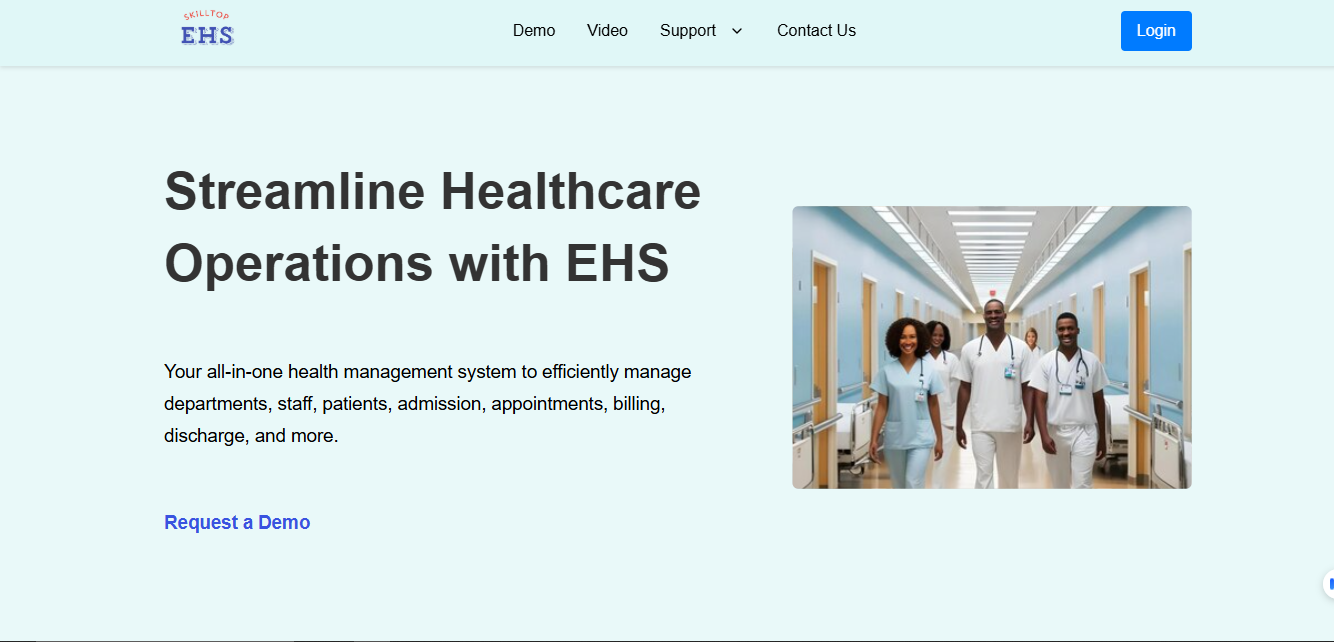 SKILLTOP
EHS
Demo
Video
Support
Contact Us
Login
Streamline Healthcare
Operations with EHS
Your all-in-one health management system to efficiently manage
departments, staff, patients, admission, appointments, billing,
discharge, and more.
Request a Demo